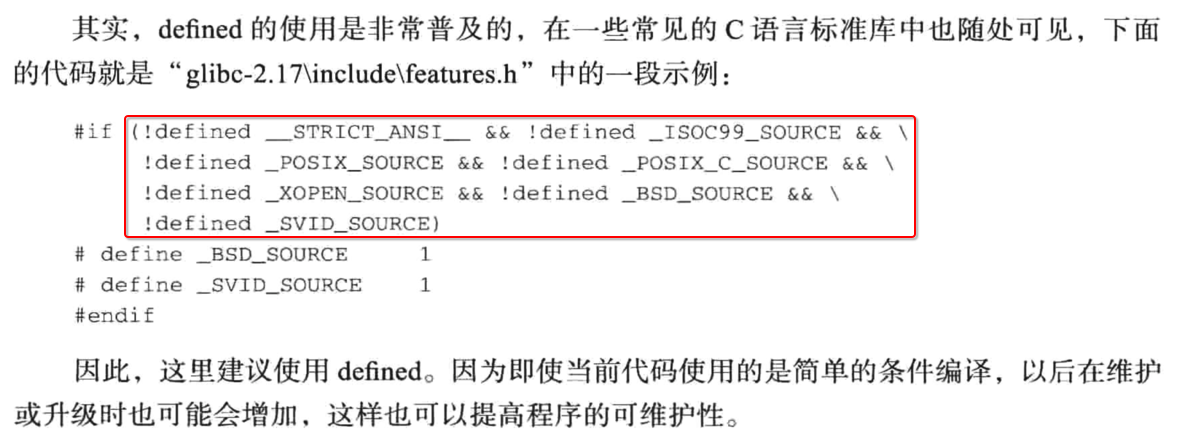 其实，defined 的使用是非常普及的，在一些常见的 C 语言标准库中也随处可见，下面
的代码就是“glibc-2.17\include\features.h”中的一段示例：
#if (!defined __STRICT_ANSI__ && !defined _ISOC99_SOURCE && \
!defined _POSIX_SOURCE && !defined _POSIX_C_SOURCE && \
!defined _XOPEN_SOURCE && !defined _BSD_SOURCE && \
!defined _SVID_SOURCE)
# define _BSD_SOURCE 1
# define _SVID_SOURCE 1
#endif
因此，这里建议使用 defined。因为即使当前代码使用的是简单的条件编译，以后在维护
或升级时也可能会增加，这样也可以提高程序的可维护性。